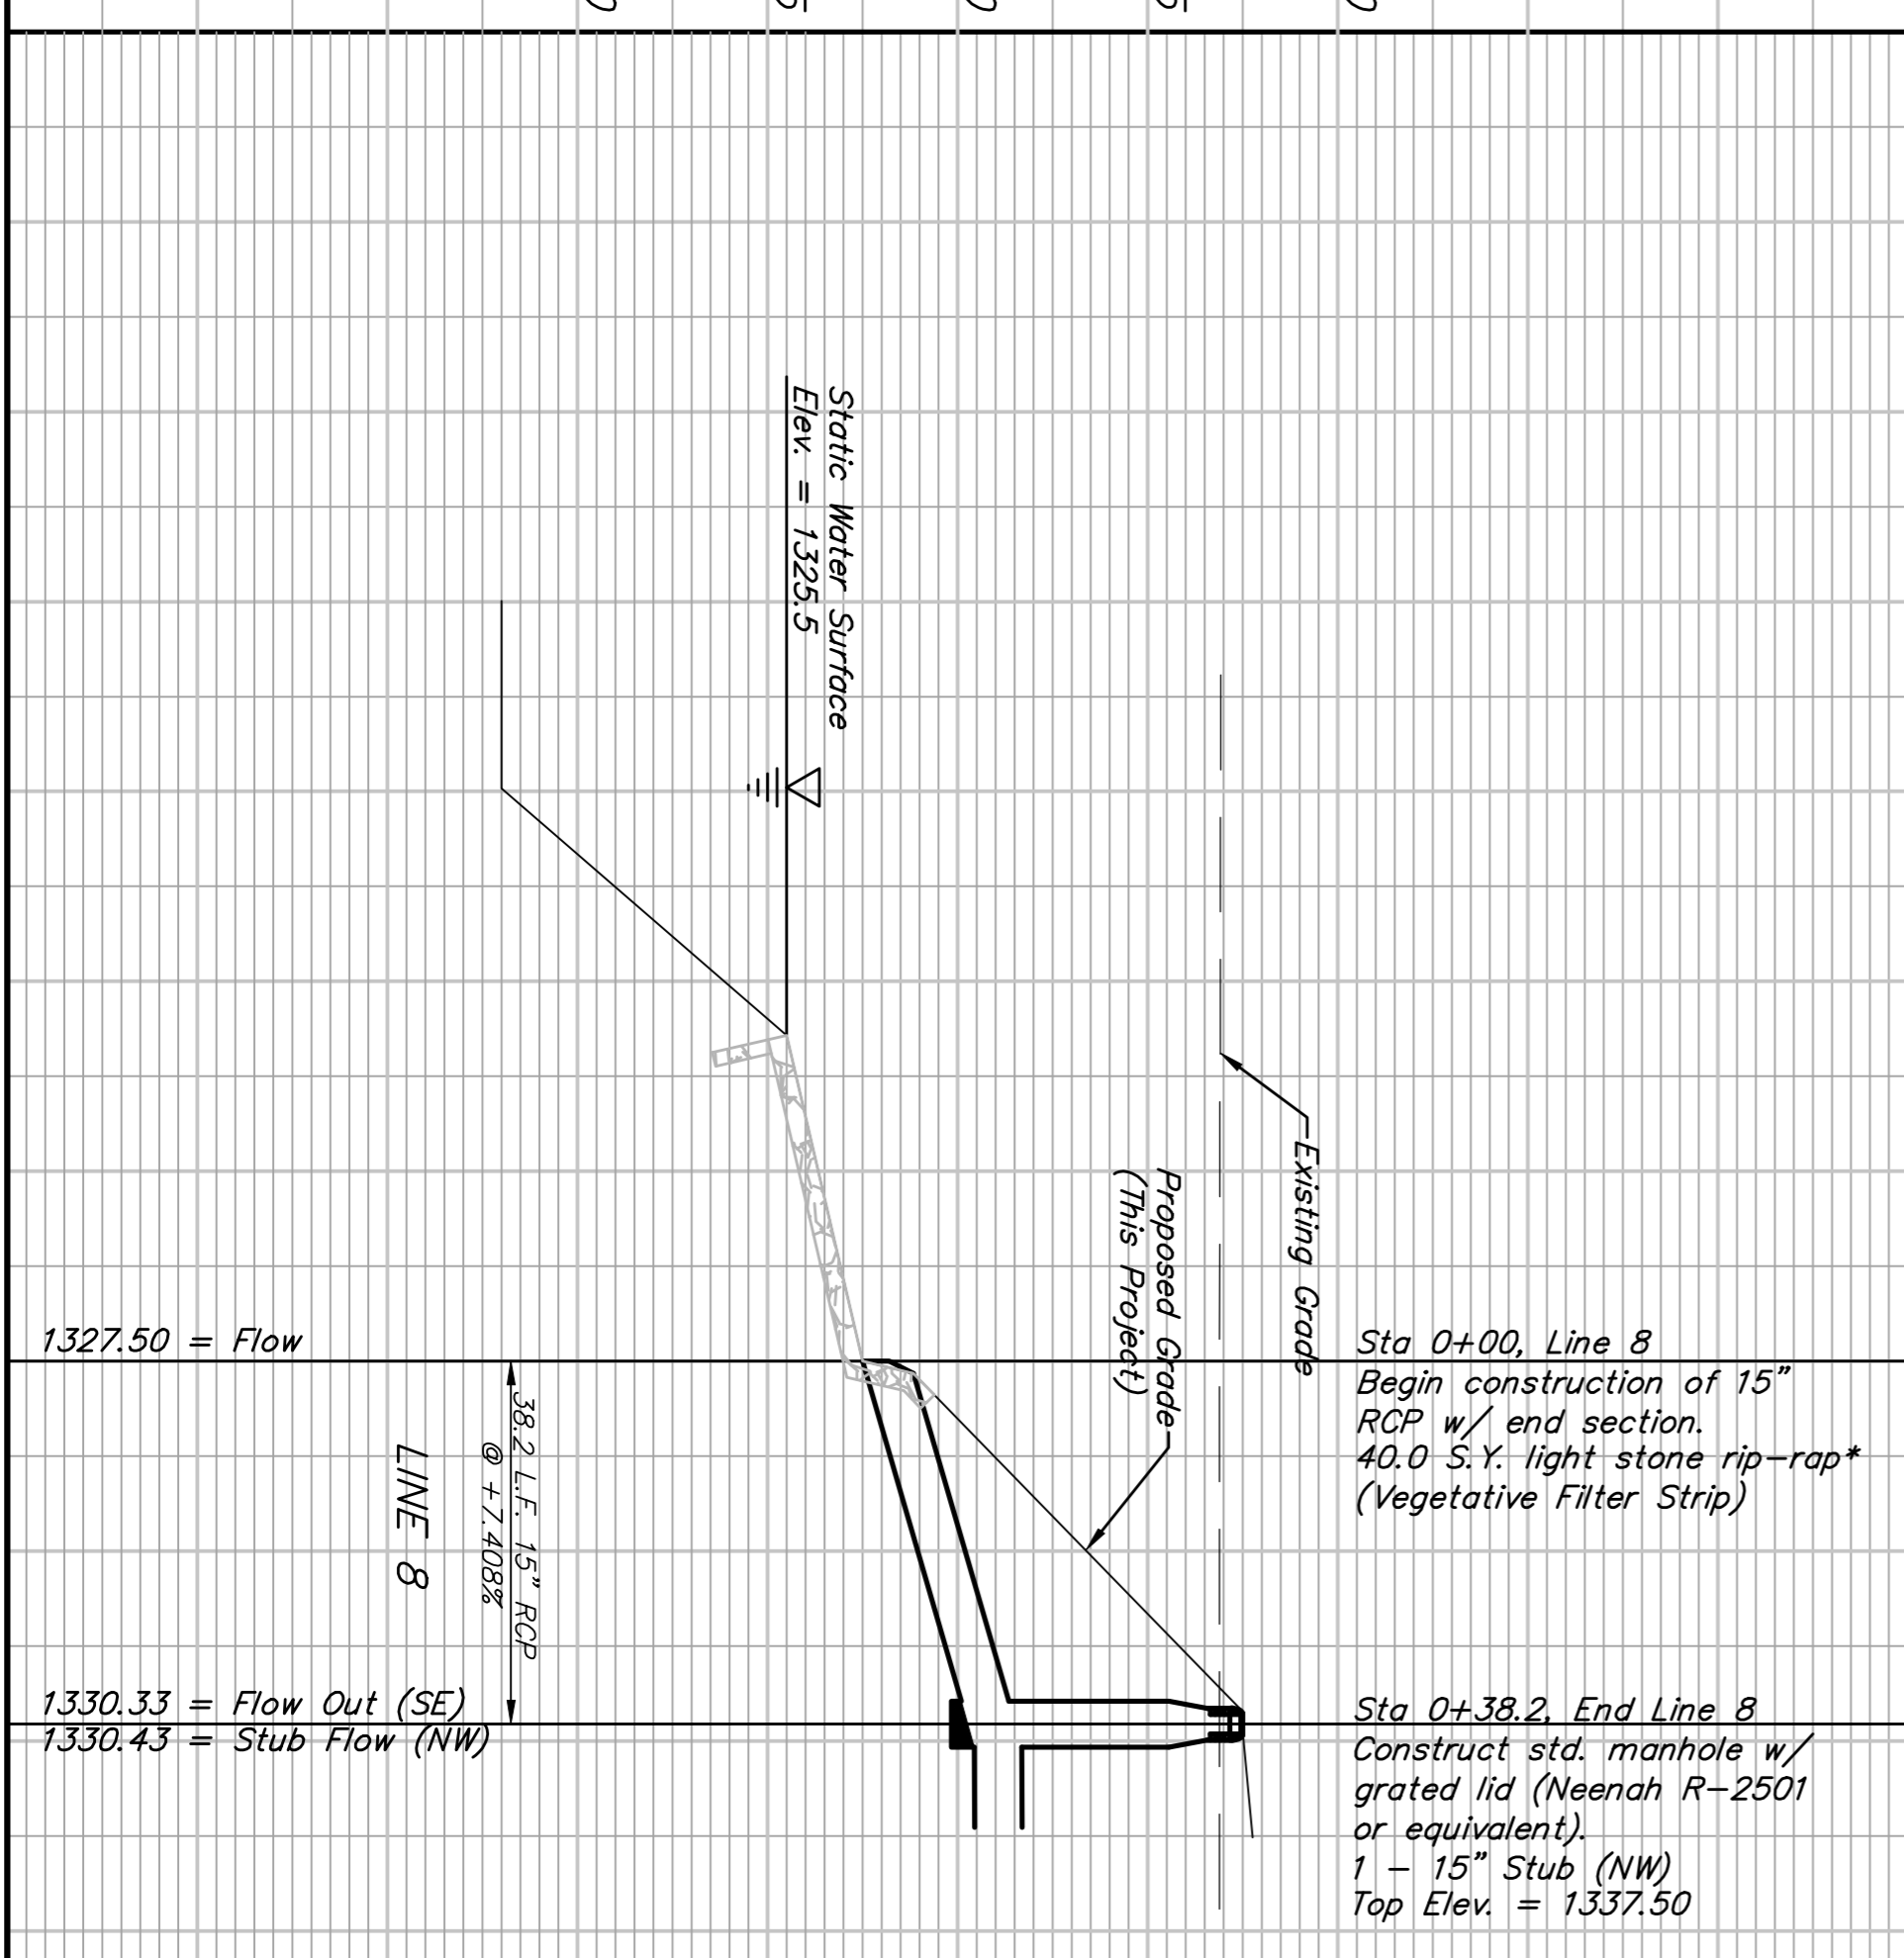 Static Water Surface
Elev. = 1325.5
Existing Grade
Proposed Grade
(This Project)
1327.50 = Flow
Sta 0+00, Line 8
Begin construction of 15”
RCP w/ end section.
40.0 S.Y. light stone rip-rap*
(Vegetative Filter Strip)
38.2 L.F. 15” RCP
@ +7.408%
LINE 8
1330.33 = Flow Out (SE)
1330.43 = Stub Flow (NW)
Sta 0+38.2, End Line 8
Construct std. manhole w/
grated lid (Neenah R-2501
or equivalent).
1 - 15” Stub (NW)
Top Elev. = 1337.50